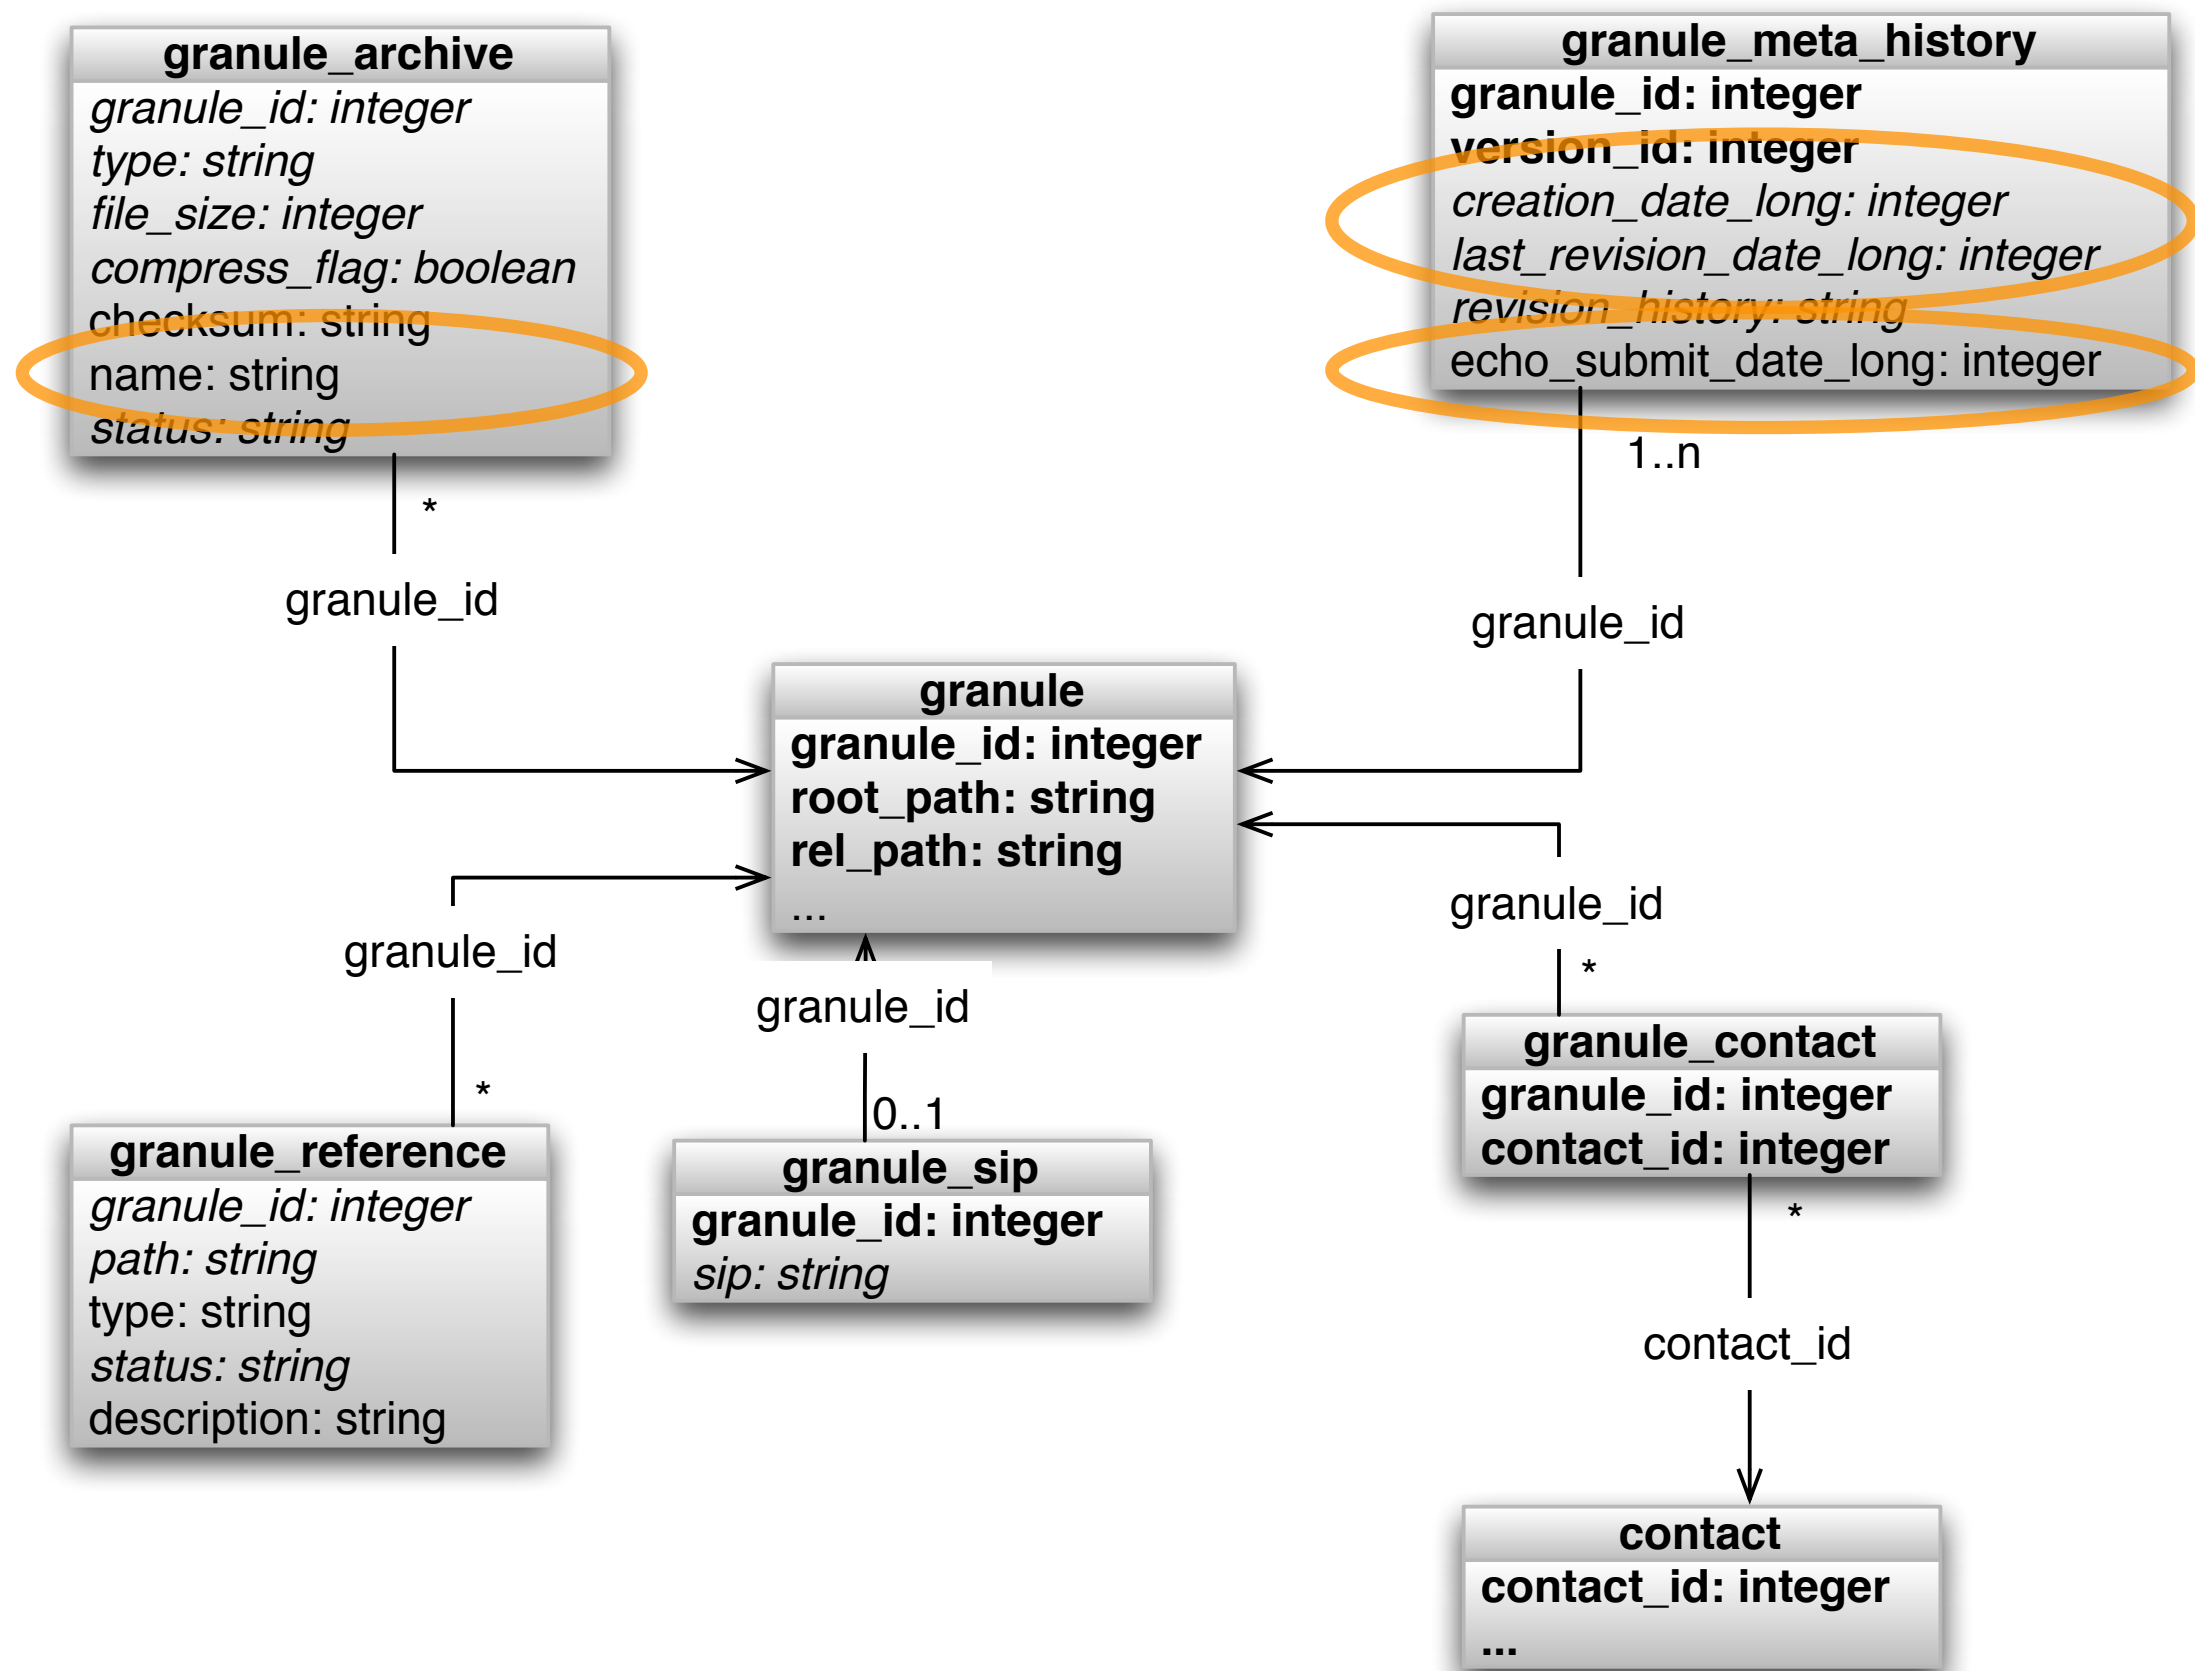 granule_archive
granule_id: integer
type: string
file_size: integer
compress_flag: boolean
checksum: string
name: string
status: string
*
granule_id
granule_meta_history
granule_id: integer
version_id: integer
creation_date_long: integer
last_revision_date_long: integer
revision_history: string
echo_submit_date_long: integer
1..n
granule_id
granule
granule_id: integer
root_path: string
rel_path: string
...
granule_id
*
granule_reference
granule_id: integer
path: string
type: string
status: string
description: string
granule_id
0..1
granule_sip
granule_id: integer
sip: string
granule_id
*
granule_contact
granule_id: integer
contact_id: integer
*
contact_id
contact
contact_id: integer
...